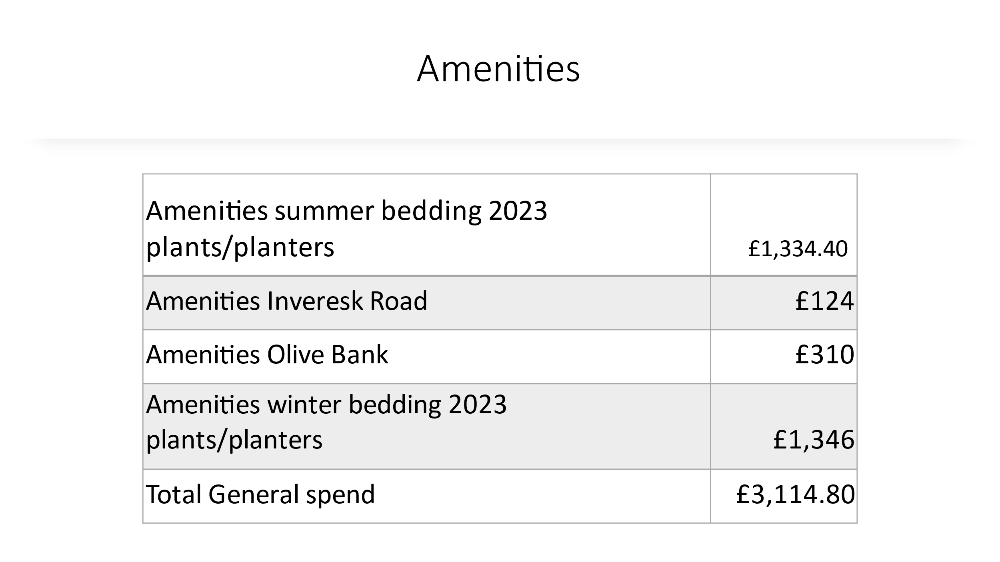 Amenities
Amenities summer bedding 2023
plants/planters
£1,334.40
Amenities Inveresk Road
£124
Amenities Olive Bank
£310
Amenities winter bedding 2023
plants/planters
£1,346
Total General spend
£3,114.80